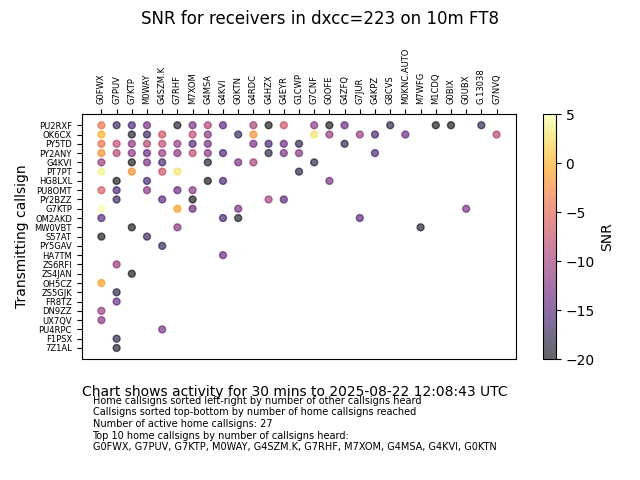 SNR for receivers in dxcc=223 on 10m FT8
G0FWX G7PUV G7KTP M0WAY G4SZM.K G7RHF M7XOM G4MSA G4KVI G0KTN G4RDC G4HZX G4EYR G1CWP G7CNF G0OFE G4ZFQ G7JUR G4KPZ G8CVS M0KNC.AUTO M7WFG M1CDQ G0BIX G0UBX G.13038 G7NVQ
Transmitting callsign
PU2RXF
OK6CX
PY5TD
PY2ANY
G4KVI
PT7PT
HG8LXL
PU8OMT
PY2BZZ
G7KTP
OM2AKD
MW0VBT
S57AT
PY5GAV
HA7TM
ZS6RFI
ZS4JAN
OH5CZ
ZS5GJK
FR8TZ
DN9ZZ
UX7QV
PU4RPC
F1PSX
7Z1AL
5
0
−5
−10
−15
−20
SNR
Chart shows activity for 30 mins to 2025-08-22 12:08:43 UTC
Home callsigns sorted left-right by number of other callsigns heard
Callsigns sorted top-bottom by number of home callsigns reached
Number of active home callsigns: 27
Top 10 home callsigns by number of callsigns heard:
G0FWX, G7PUV, G7KTP, M0WAY, G4SZM.K, G7RHF, M7XOM, G4MSA, G4KVI, G0KTN